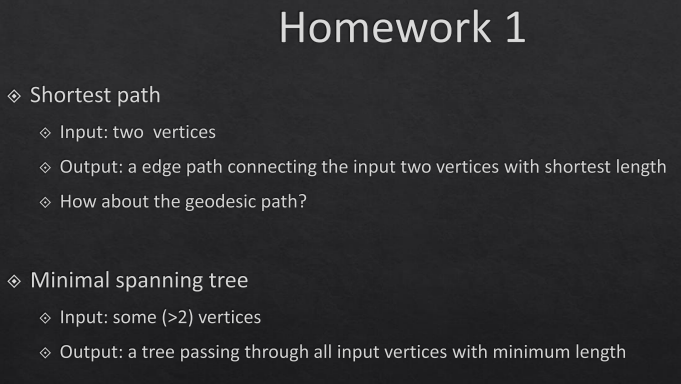 Homework 1
Shortest path
Input: two vertices
Output: a edge path connecting the input two vertices with shortest length
How about the geodesic path?
Minimal spanning tree
Input: some (>2) vertices
Output: a tree passing through all input vertices with minimum length